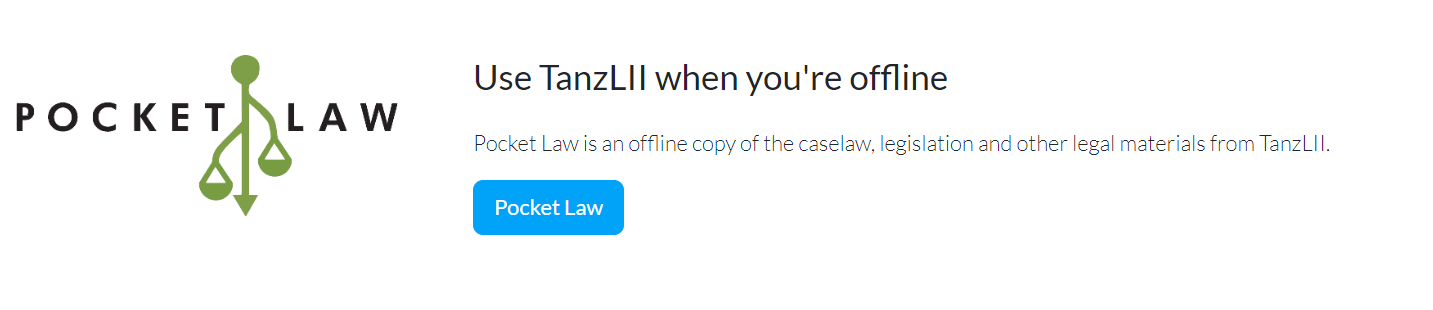 POCKET LAW
Use TanzLII when you're offline
Pocket Law is an offline copy of the caselaw, legislation and other legal materials from TanzLII.
Pocket Law